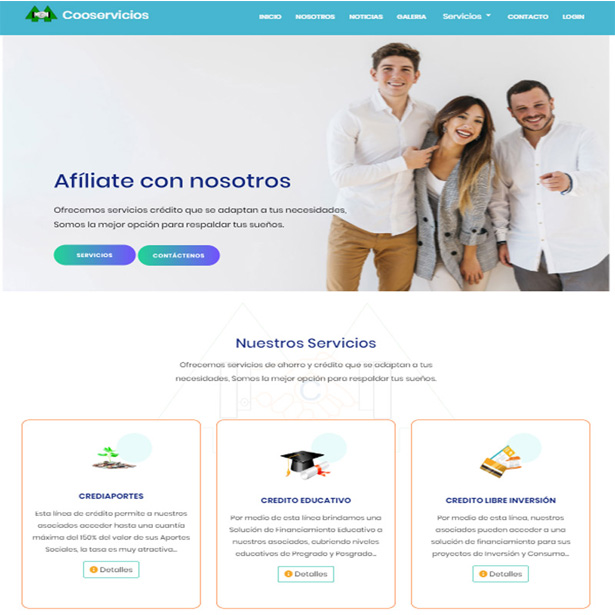 Cooservicios
INICIO NOSOTROS NOTICIAS GALERIA Servicios CONTACTO LOGIN
Afíliate con nosotros
Ofrecemos servicios crédito que se adaptan a tus necesidades,
Somos la mejor opción para respaldar tus sueños.
SERVICIOS CONTÁCTENOS
Nuestros Servicios
Ofrecemos servicios de ahorro y crédito que se adaptan a tus
necesidades, Somos la mejor opción para respaldar tus sueños.
CREDIAPORTES
Esta línea de crédito permite a nuestros
asociados acceder hasta una cuantía
máxima del 150% del valor de sus Aportes
Sociales, la tasa es muy atractiva...
Detalles
CREDITO EDUCATIVO
Por medio de esta línea brindamos una
Solución de Financiamiento Educativo a
nuestros asociados, cubriendo niveles
educativos de Pregrado y Posgrado...
Detalles
CREDITO LIBRE INVERSIÓN
Por medio de esta línea, nuestros
asociados pueden acceder a una
solución de financiamiento para sus
proyectos de Inversión y Consumo...
Detalles